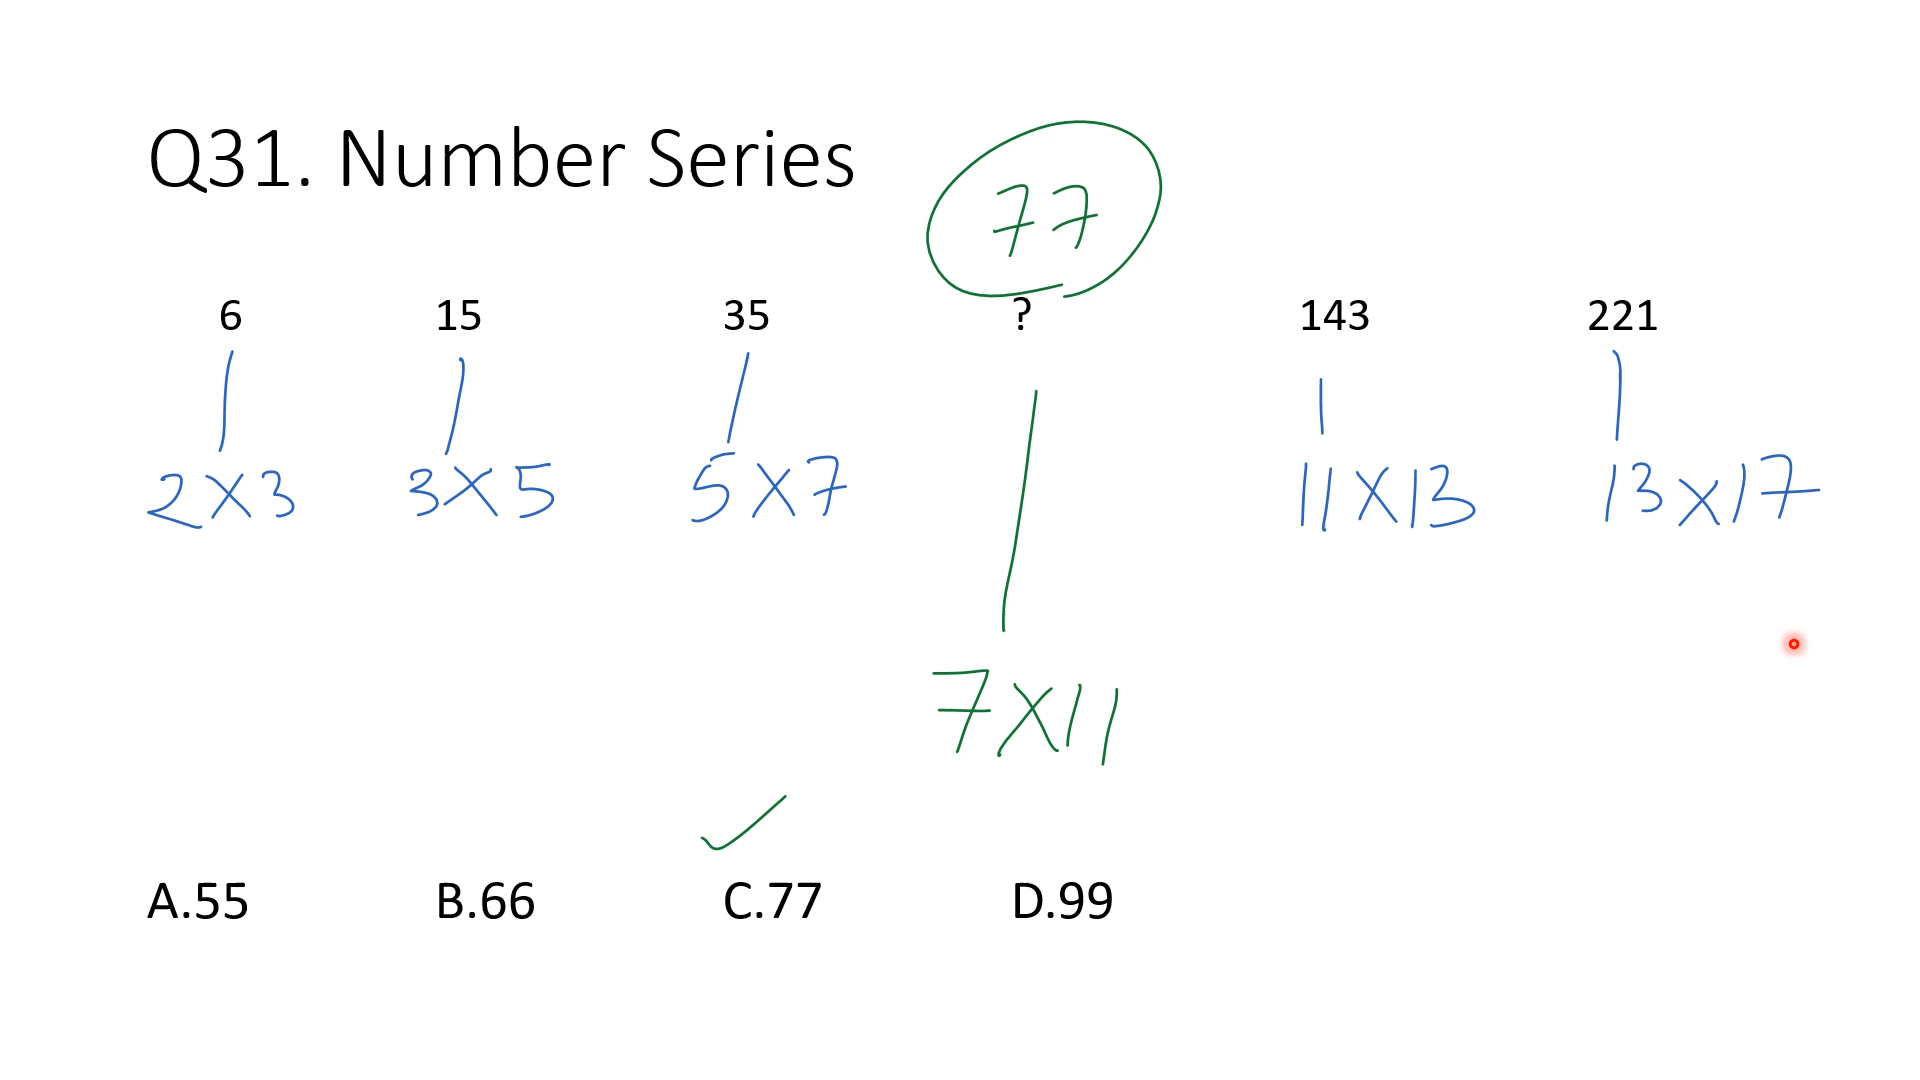 Q31. Number Series
77
6 15 35 ? 143 221
2X3 3X5 5X7 11X13 13X17
7X11
A.55 B.66 C.77 D.99